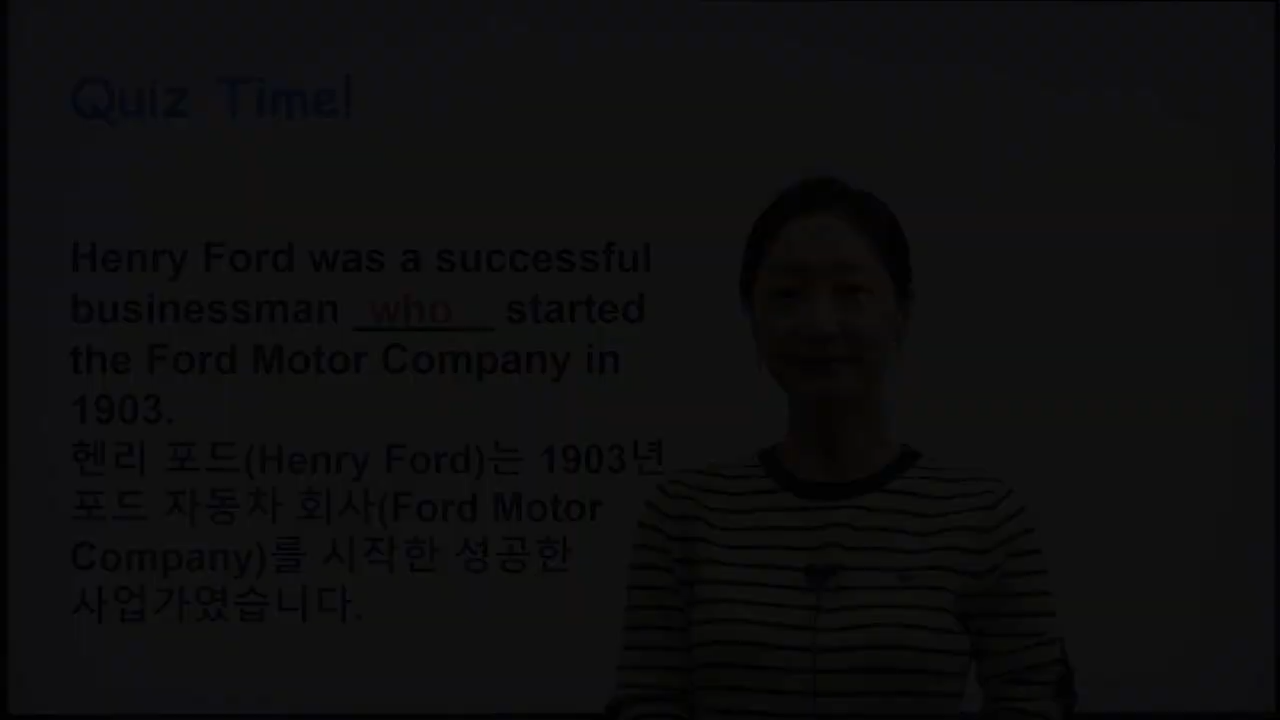 Quiz Time!
Henry Ford was a successful
businessman who started
the Ford Motor Company in
1903.
헨리 포드(Henry Ford)는 1903년
포드 자동차 회사(Ford Motor
Company)를 시작한 성공한
사업가였습니다.